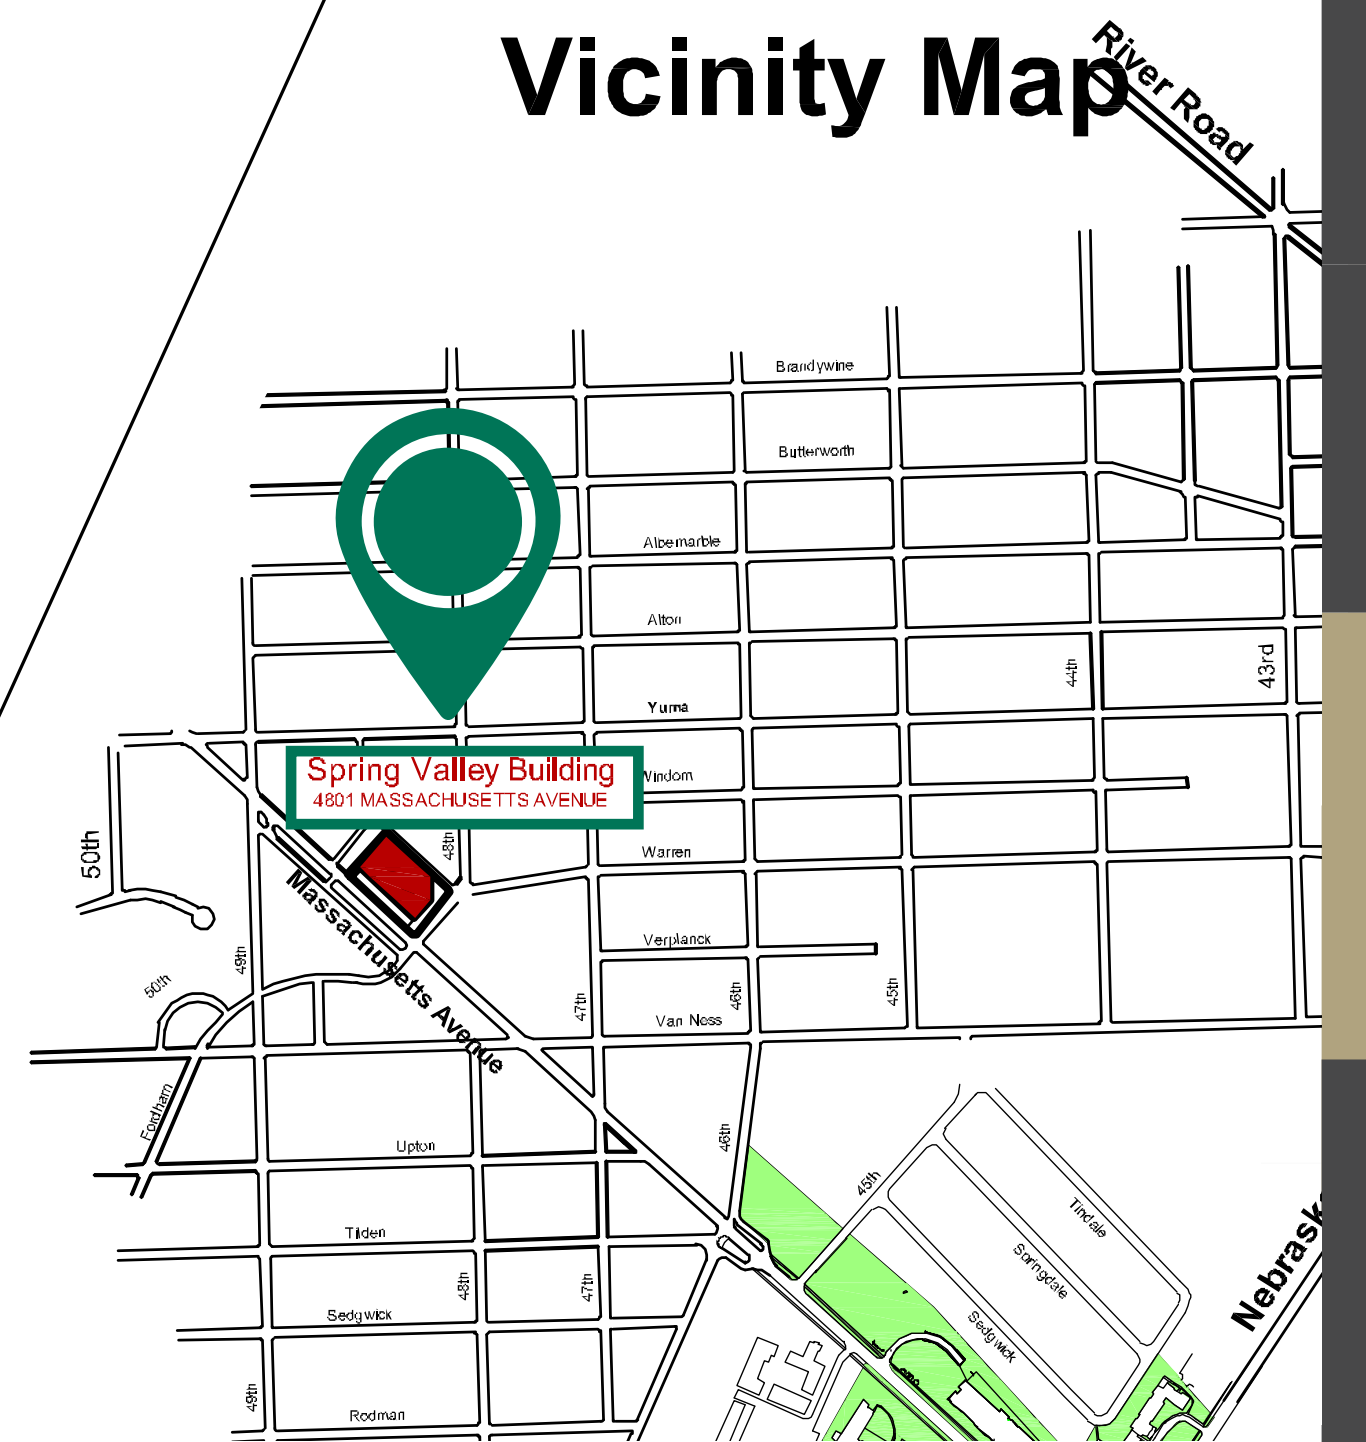 Vicinity Map
River Road
Brandywine
Butterworth
Albemarble
Alton
44th
43rd
Yuma
Spring Valley Building
4801 MASSACHUSETTS AVENUE
Windom
50th
48th
Warren
Massachusetts Avenue
49th
Verplanck
50th
47th
46th
45th
Van Ness
Fordham
Upton
46th
45th
Tindale
Tilden
Springdale
48th
47th
Sedgwick
Sedgwick
49th
Rodman